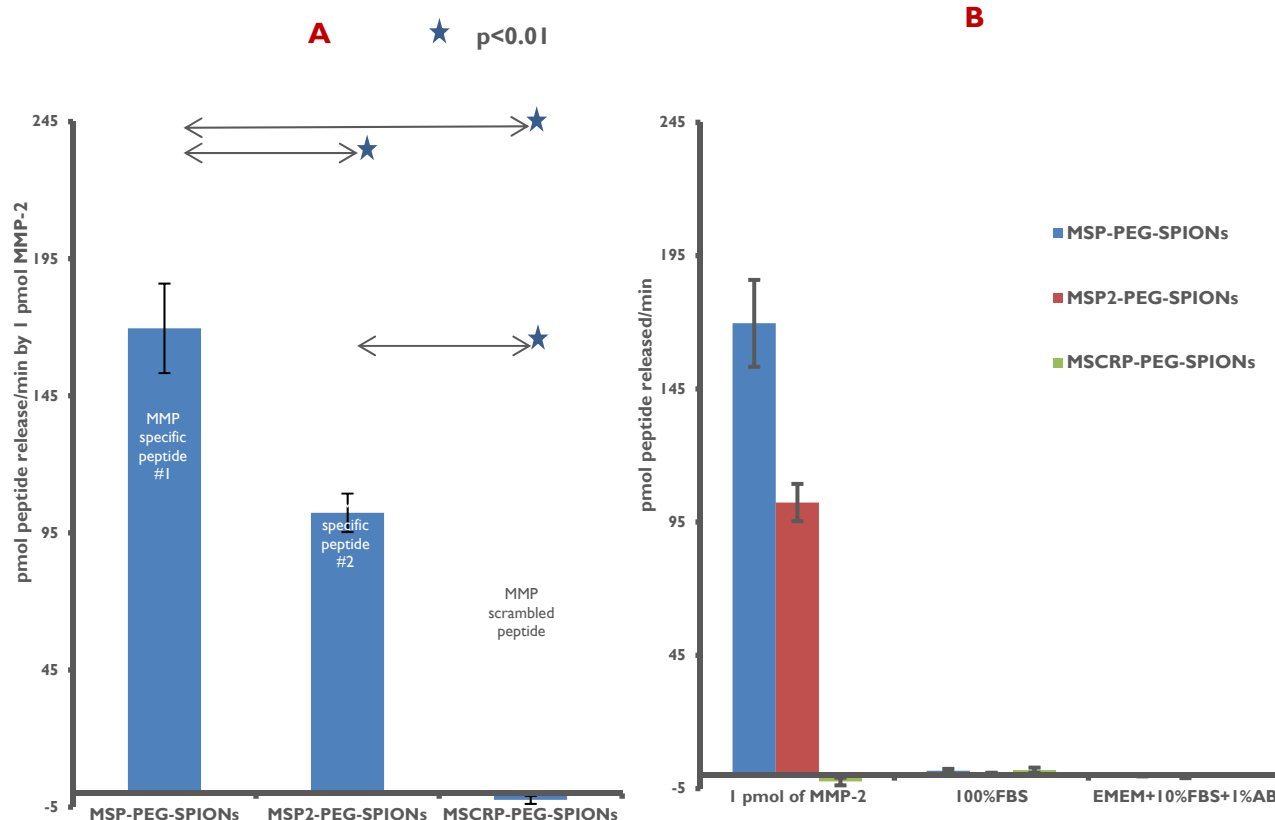 A
p<0.01
pmol peptide release/min by 1 pmol MMP-2
245
195
145
95
45
-5
MMP
specific
peptide
#1
specific
peptide
#2
MMP
scrambled
peptide
MSP-PEG-SPIONs
MSP2-PEG-SPIONs
MSCRP-PEG-SPIONs
B
pmol peptide released/min
245
195
145
95
45
-5
MSP-PEG-SPIONs
MSP2-PEG-SPIONs
MSCRP-PEG-SPIONs
1 pmol of MMP-2
100%FBS
EMEM+10%FBS+1%AB